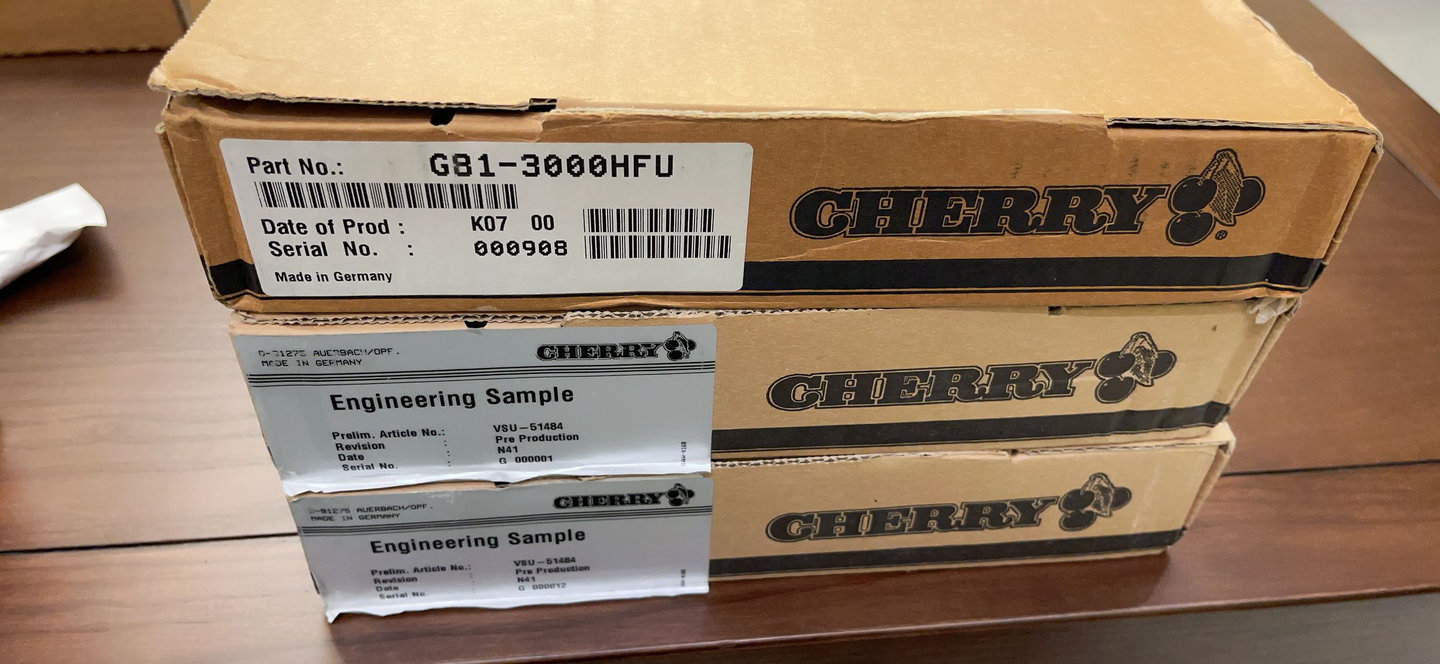 Part No.: G81-3000HFU
Date of Prod : K07 00
Serial No. : 000908
Made in Germany
CHERRY
®
D-91275 AUERBACH/OPF.
MADE IN GERMANY
CHERRY
Engineering Sample
Prelim. Article No.: VSU-51484
Revision : Pre Production
Date : N41
Serial No. : G 000001
CHERRY
D-91275 AUERBACH/OPF.
MADE IN GERMANY
CHERRY
Engineering Sample
Prelim. Article No.: VSU-51484
Revision : Pre Production
Date : N41
Serial No : G 000012
CHERRY